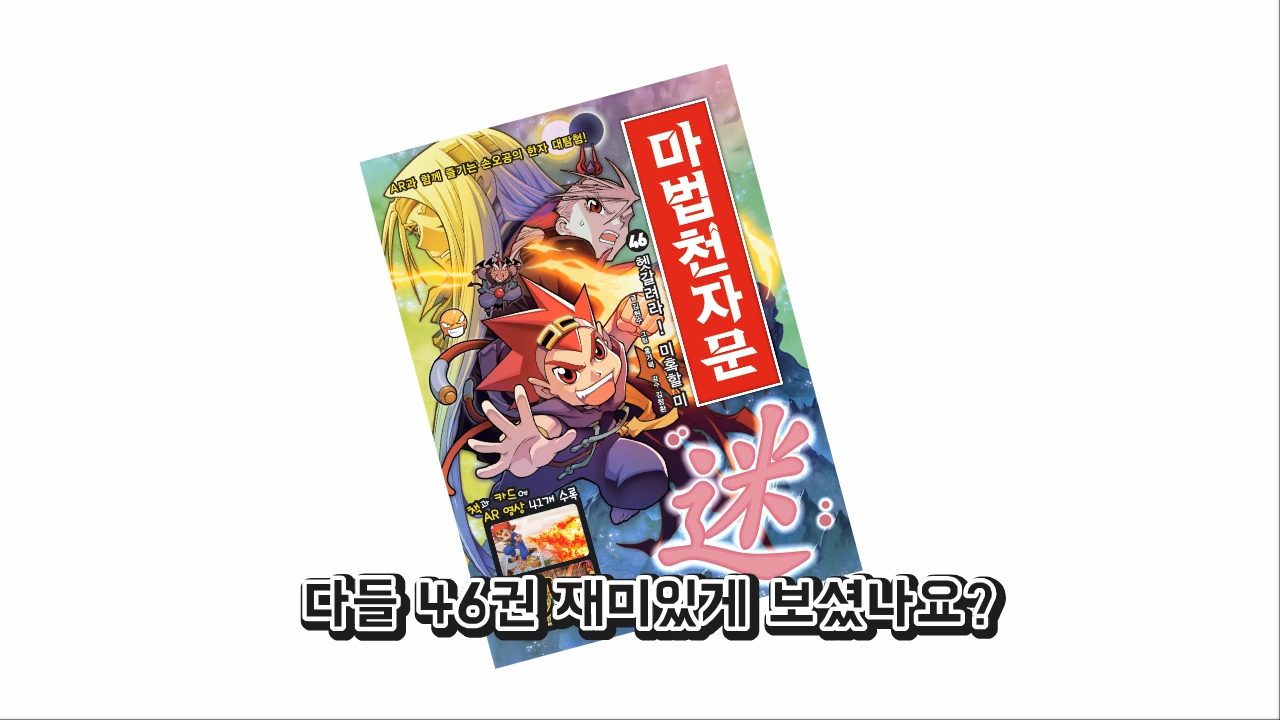 AR과 함께 즐기는 손오공의 한자 대탐험!
마법천자문
46
헷갈려라! 미혹할 미
迷
책과 카드에
AR 영상 41개 수록
다들 46권 재미있게 보셨나요?